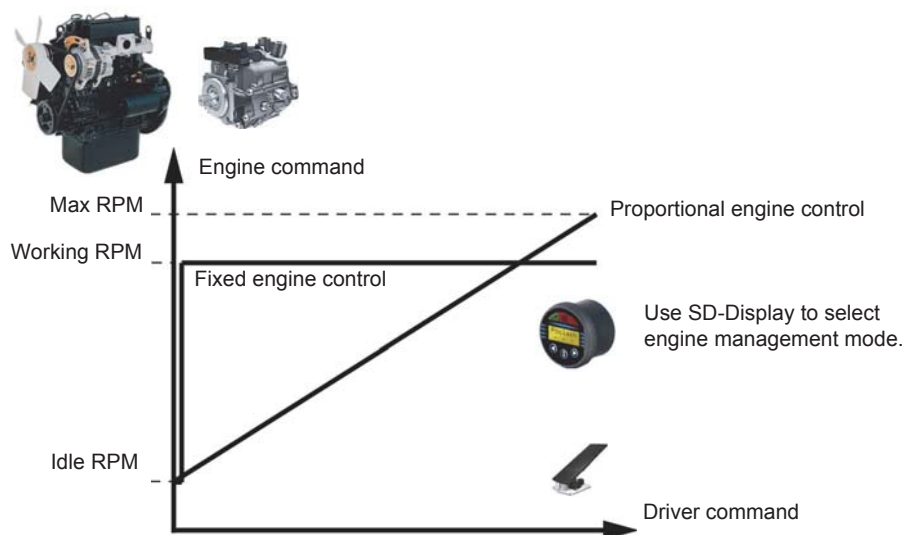 Engine command
Max RPM
Proportional engine control
Working RPM
Fixed engine control
Use SD-Display to select
engine management mode.
Idle RPM
Driver command